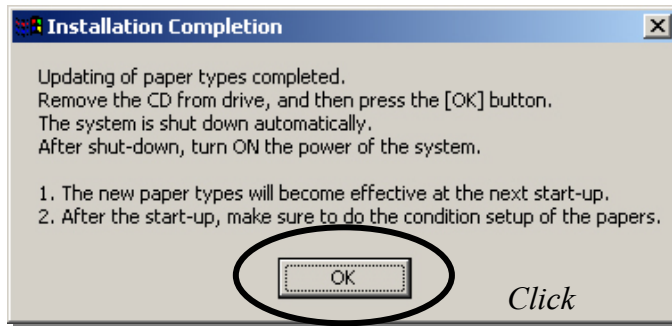 Installation Completion
Updating of paper types completed.
Remove the CD from drive, and then press the [OK] button.
The system is shut down automatically.
After shut-down, turn ON the power of the system.
1. The new paper types will become effective at the next start-up.
2. After the start-up, make sure to do the condition setup of the papers.
OK
Click